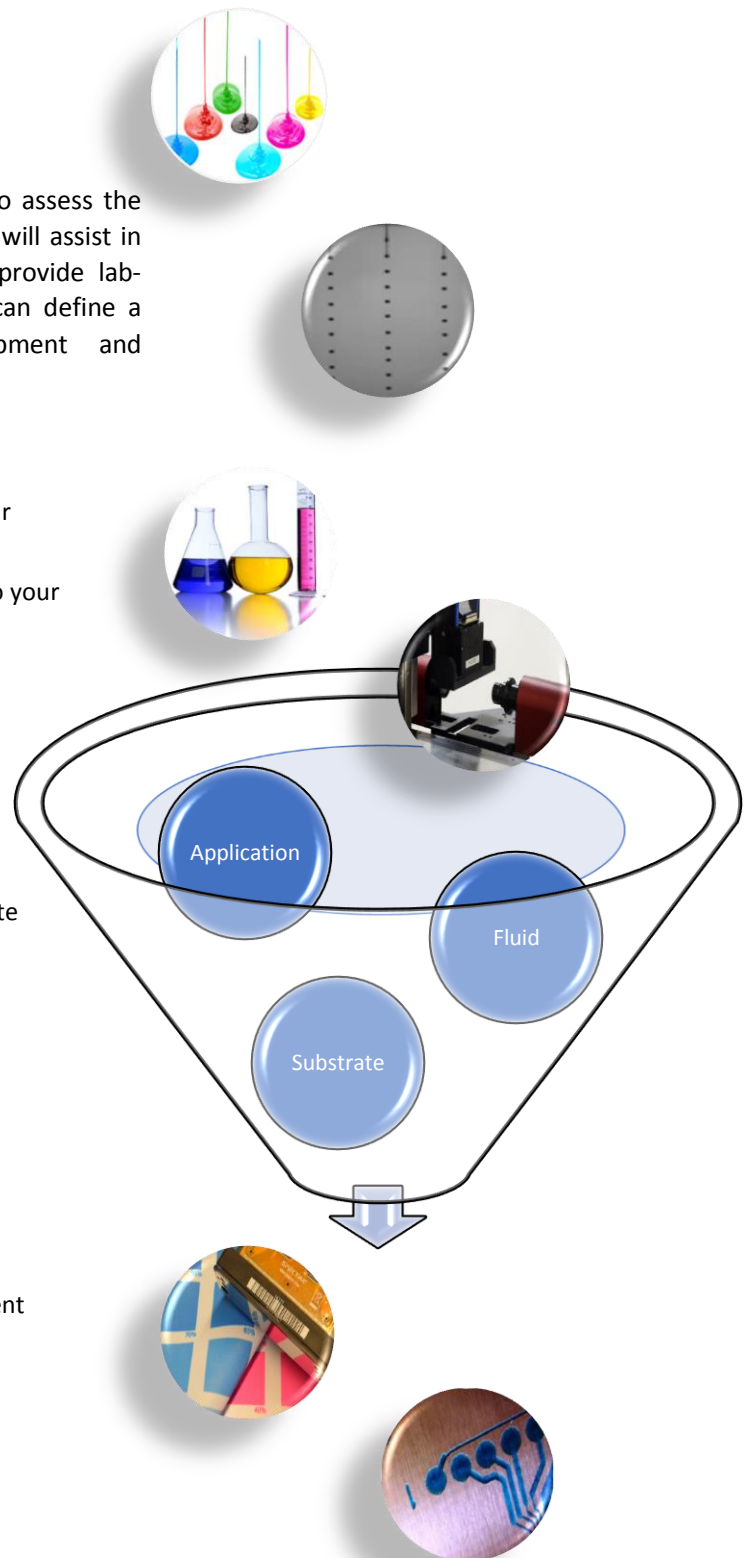 o assess the
will assist in
provide lab-
can define a
pment and
r
o your
Application
te
Fluid
Substrate
ent